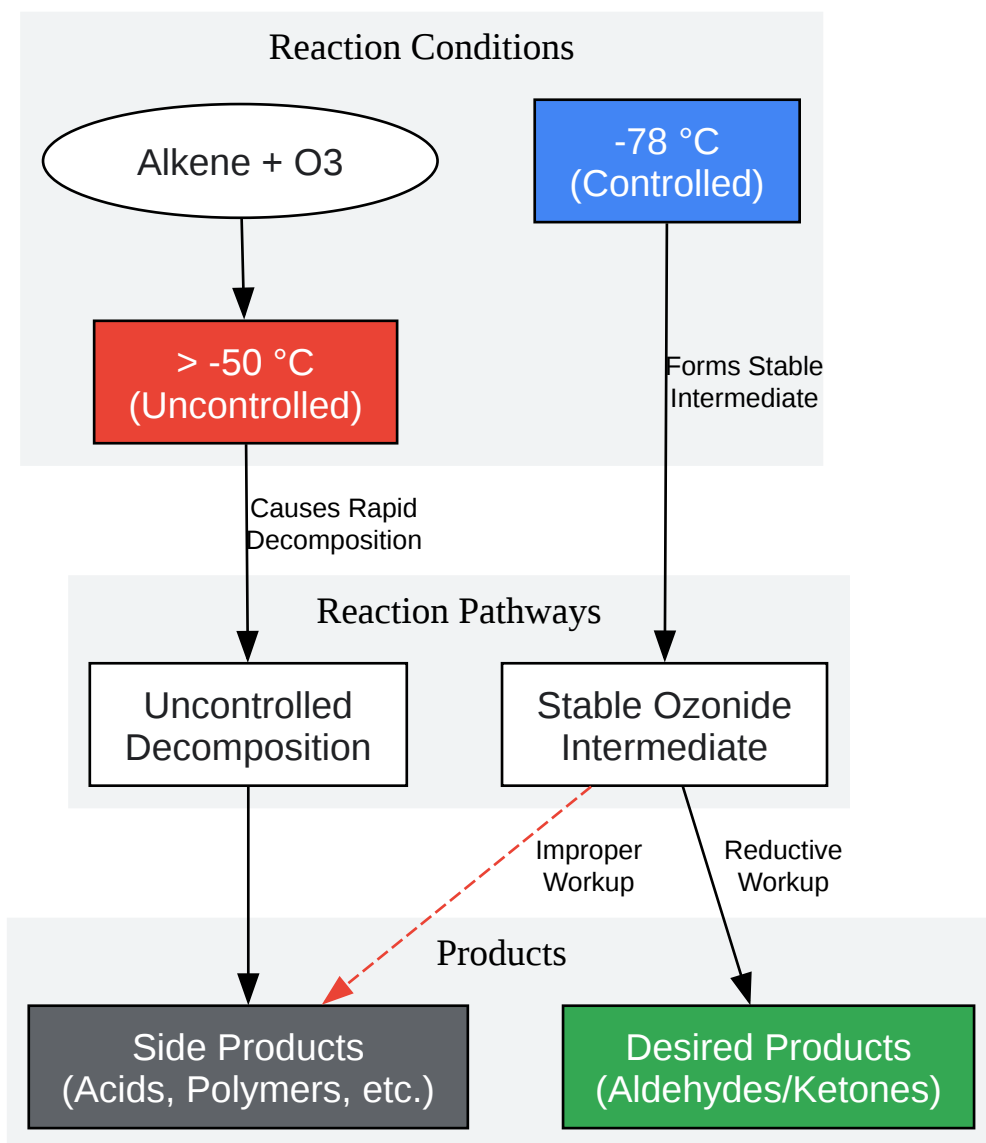 Reaction Conditions
Alkene + O3
-78 °C
(Controlled)
> -50 °C
(Uncontrolled)
Forms Stable
Intermediate
Causes Rapid
Decomposition
Reaction Pathways
Uncontrolled
Decomposition
Stable Ozonide
Intermediate
Improper
Workup
Reductive
Workup
Products
Side Products
(Acids, Polymers, etc.)
Desired Products
(Aldehydes/Ketones)